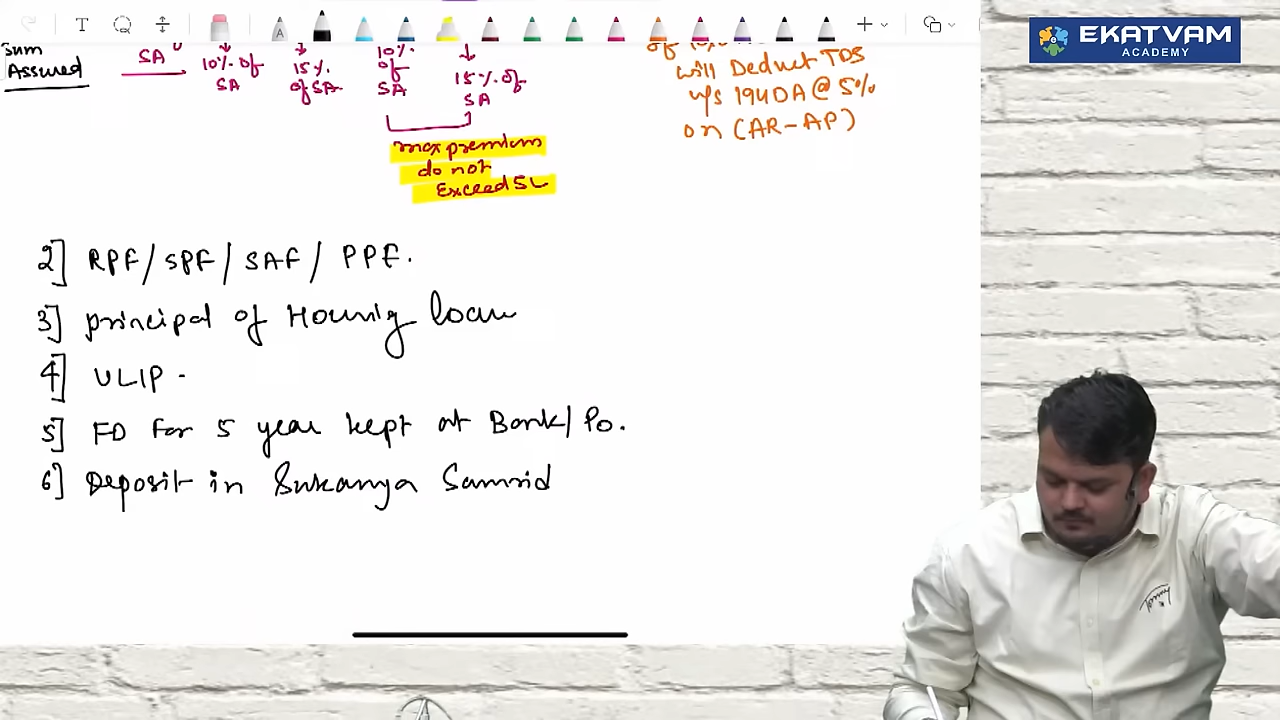 EKATVAM
ACADEMY
Sum
Assured
SA
10% of
SA
15%.
of SA
10%.
of
SA
15%. of
SA
max premium
do not
Exceed 5L
will Deduct TDS
u/s 194DA @ 5%
on (AR-AP)
2] RPF/SPF/SAF/ PPF.
3] principal of Housing loan
4] ULIP -
5] FD for 5 year kept at Bank/Po.
6] Deposit in Sukanya Samrid